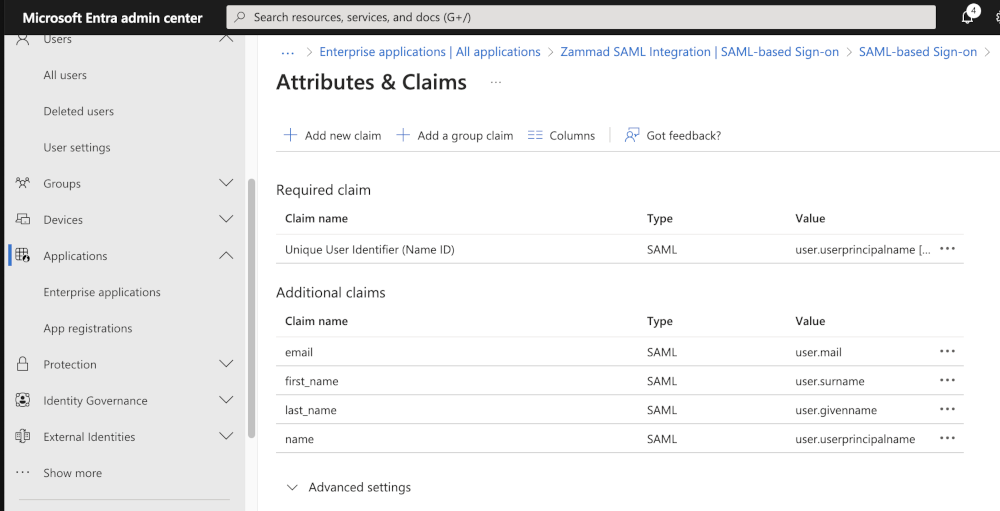 Microsoft Entra admin center
Search resources, services, and docs (G+/)
4
Users
All users
Deleted users
User settings
Groups
Devices
Applications
Enterprise applications
App registrations
Protection
Identity Governance
External Identities
... Show more
... > Enterprise applications | All applications > Zammad SAML Integration | SAML-based Sign-on > SAML-based Sign-on >
Attributes & Claims ...
+ Add new claim + Add a group claim Columns | Got feedback?
Required claim
Claim name Type Value
Unique User Identifier (Name ID) SAML user.userprincipalname [... ...
Additional claims
Claim name Type Value
email SAML user.mail ...
first_name SAML user.surname ...
last_name SAML user.givenname ...
name SAML user.userprincipalname ...
Advanced settings